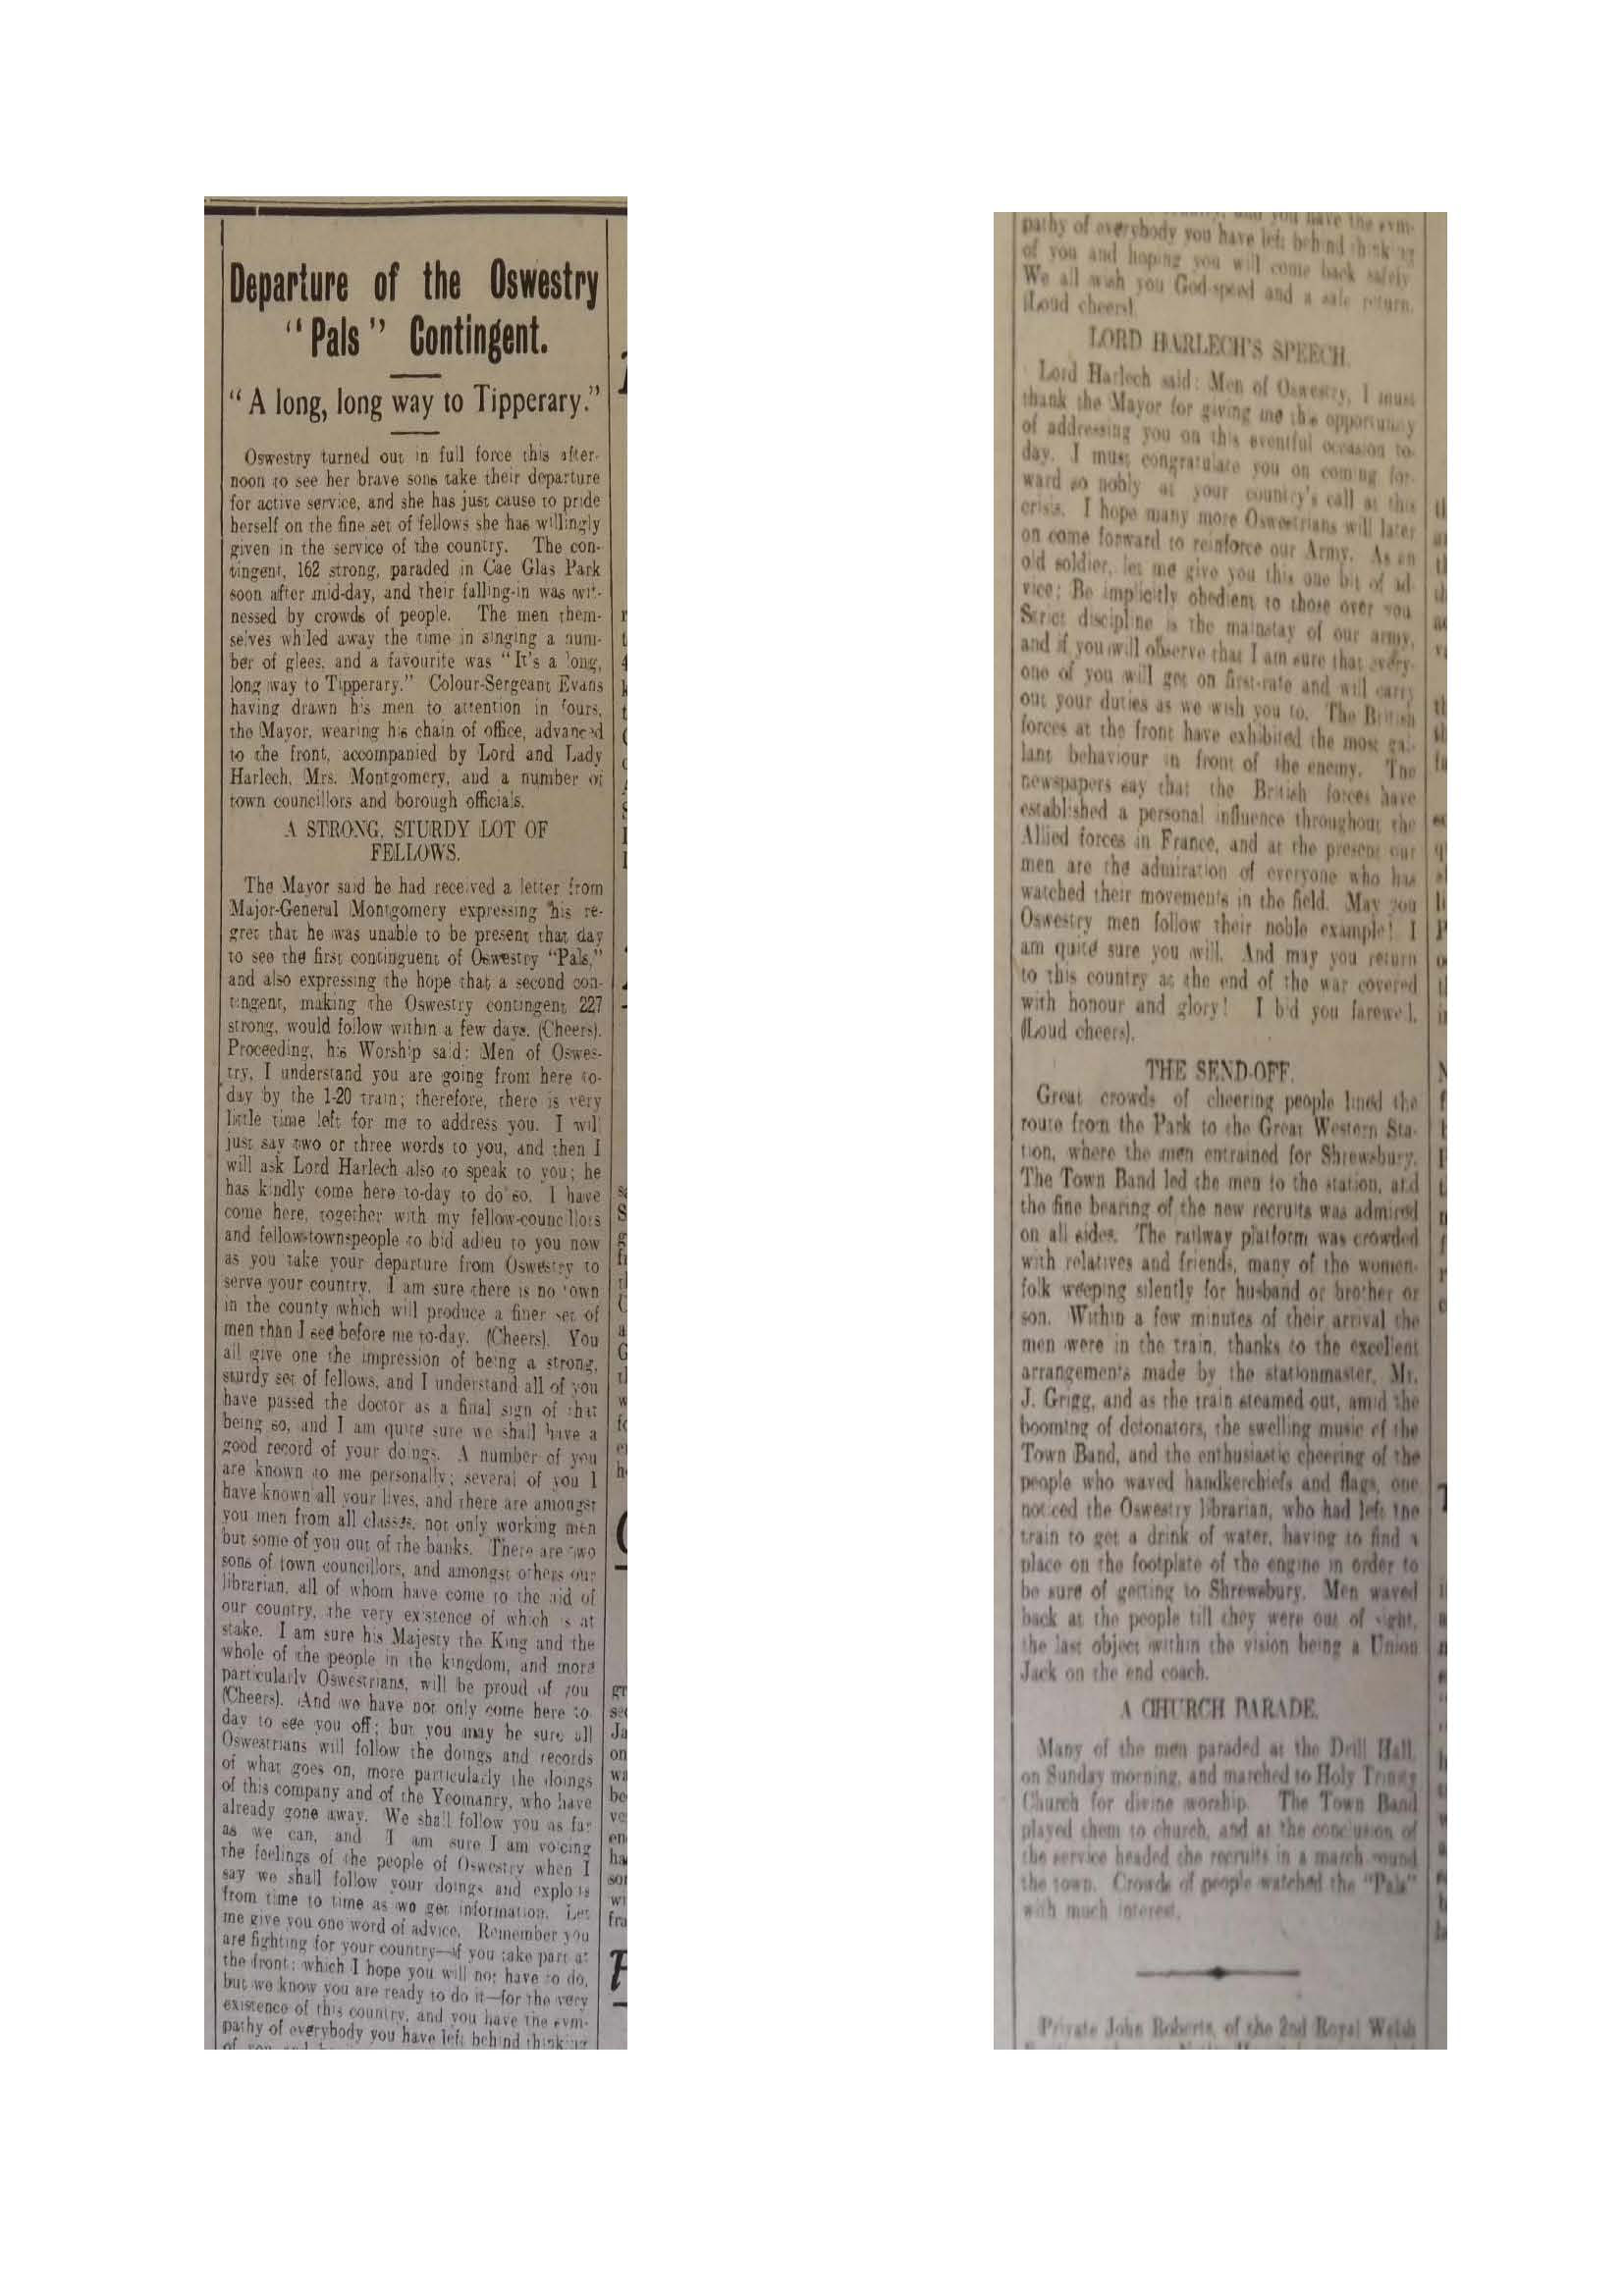 Departure of the Oswestry
"Pals" Contingent.
"A long, long way to Tipperary."
Oswestry turned out in full force this after-
noon to see her brave sons take their departure
for active service, and she has just cause to pride
herself on the fine set of fellows she has willingly
given in the service of the country. The con-
tingent, 162 strong, paraded in Cae Glas Park
soon after mid-day, and their falling-in was wit-
nessed by crowds of people. The men them-
selves whiled away the time in singing a num-
ber of glees, and a favourite was "It's a long,
long way to Tipperary." Colour-Sergeant Evans
having drawn his men to attention in fours,
the Mayor, wearing his chain of office, advanced
to the front, accompanied by Lord and Lady
Harlech, Mrs. Montgomery, and a number of
town councillors and borough officials.
A STRONG, STURDY LOT OF
FELLOWS.
The Mayor said he had received a letter from
Major-General Montgomery expressing his re-
gret that he was unable to be present that day
to see the first continguent of Oswestry "Pals,"
and also expressing the hope that a second con-
tingent, making the Oswestry contingent 227
strong, would follow within a few days. (Cheers).
Proceeding, his Worship said: Men of Oswes-
try, I understand you are going from here to-
day by the 1-20 train; therefore, there is very
little time left for me to address you. I will
just say two or three words to you, and then I
will ask Lord Harlech also to speak to you; he
has kindly come here to-day to do so. I have
come here, together with my fellow-councillors
and fellow-townspeople to bid adieu to you now
as you take your departure from Oswestry to
serve your country. I am sure there is no town
in the county which will produce a finer set of
men than I see before me to-day. (Cheers). You
all give one the impression of being a strong,
sturdy set of fellows, and I understand all of you
have passed the doctor as a final sign of that
being so, and I am quite sure we shall have a
good record of your doings. A number of you
are known to me personally; several of you I
have known all your lives, and there are amongst
you men from all classes, not only working men
but some of you out of the banks. There are two
sons of town councillors, and amongst others our
librarian, all of whom have come to the aid of
our country, the very existence of which is at
stake. I am sure his Majesty the King and the
whole of the people in the kingdom, and more
particularly Oswestrians, will be proud of you
(Cheers). And we have not only come here to-
day to see you off; but you may be sure all
Oswestrians will follow the doings and records
of what goes on, more particularly the doings
of this company and of the Yeomanry, who have
already gone away. We shall follow you as far
as we can, and I am sure I am voicing
the feelings of the people of Oswestry when I
say we shall follow your doings and exploits
from time to time as we get information. Let
me give you one word of advice. Remember you
are fighting for your country—if you take part at
the front; which I hope you will not have to do,
but we know you are ready to do it—for the very
existence of this country, and you have the sym-
pathy of everybody you have left behind thinking
pathy of everybody you have left behind thinking
of you and hoping you will come back safely
We all wish you God-speed and a safe return.
(Loud cheers).
LORD HARLECH'S SPEECH.
Lord Harlech said: Men of Oswestry, I must
thank the Mayor for giving me this opportunity
of addressing you on this eventful occasion to-
day. I must congratulate you on coming for-
ward so nobly at your country's call at this
crisis. I hope many more Oswestrians will later
on come forward to reinforce our Army. As an
old soldier, let me give you this one bit of ad-
vice: Be implicitly obedient to those over you
Strict discipline is the mainstay of our army,
and if you will observe that I am sure that every-
one of you will get on first-rate and will carry
out your duties as we wish you to. The British
forces at the front have exhibited the most gal-
lant behaviour in front of the enemy. The
newspapers say that the British forces have
established a personal influence throughout the
Allied forces in France, and at the present our
men are the admiration of everyone who has
watched their movements in the field. May you
Oswestry men follow their noble example! I
am quite sure you will. And may you return
to this country at the end of the war covered
with honour and glory! I bid you farewell.
(Loud cheers).
THE SEND-OFF.
Great crowds of cheering people lined the
route from the Park to the Great Western Sta-
tion, where the men entrained for Shrewsbury.
The Town Band led the men to the station, and
the fine bearing of the new recruits was admired
on all sides. The railway platform was crowded
with relatives and friends, many of the women-
folk weeping silently for husband or brother or
son. Within a few minutes of their arrival the
men were in the train, thanks to the excellent
arrangements made by the stationmaster, Mr.
J. Grigg, and as the train steamed out, amid the
booming of detonators, the swelling music of the
Town Band, and the enthusiastic cheering of the
people who waved handkerchiefs and flags, one
noticed the Oswestry librarian, who had left the
train to get a drink of water, having to find a
place on the footplate of the engine in order to
be sure of getting to Shrewsbury. Men waved
back at the people till they were out of sight,
the last object within the vision being a Union
Jack on the end coach.
A CHURCH PARADE.
Many of the men paraded at the Drill Hall,
on Sunday morning, and marched to Holy Trinity
Church for divine worship. The Town Band
played them to church, and at the conclusion of
the service headed the recruits in a march round
the town. Crowds of people watched the "Pals"
with much interest.
Private John Roberts, of the 2nd Royal Welsh